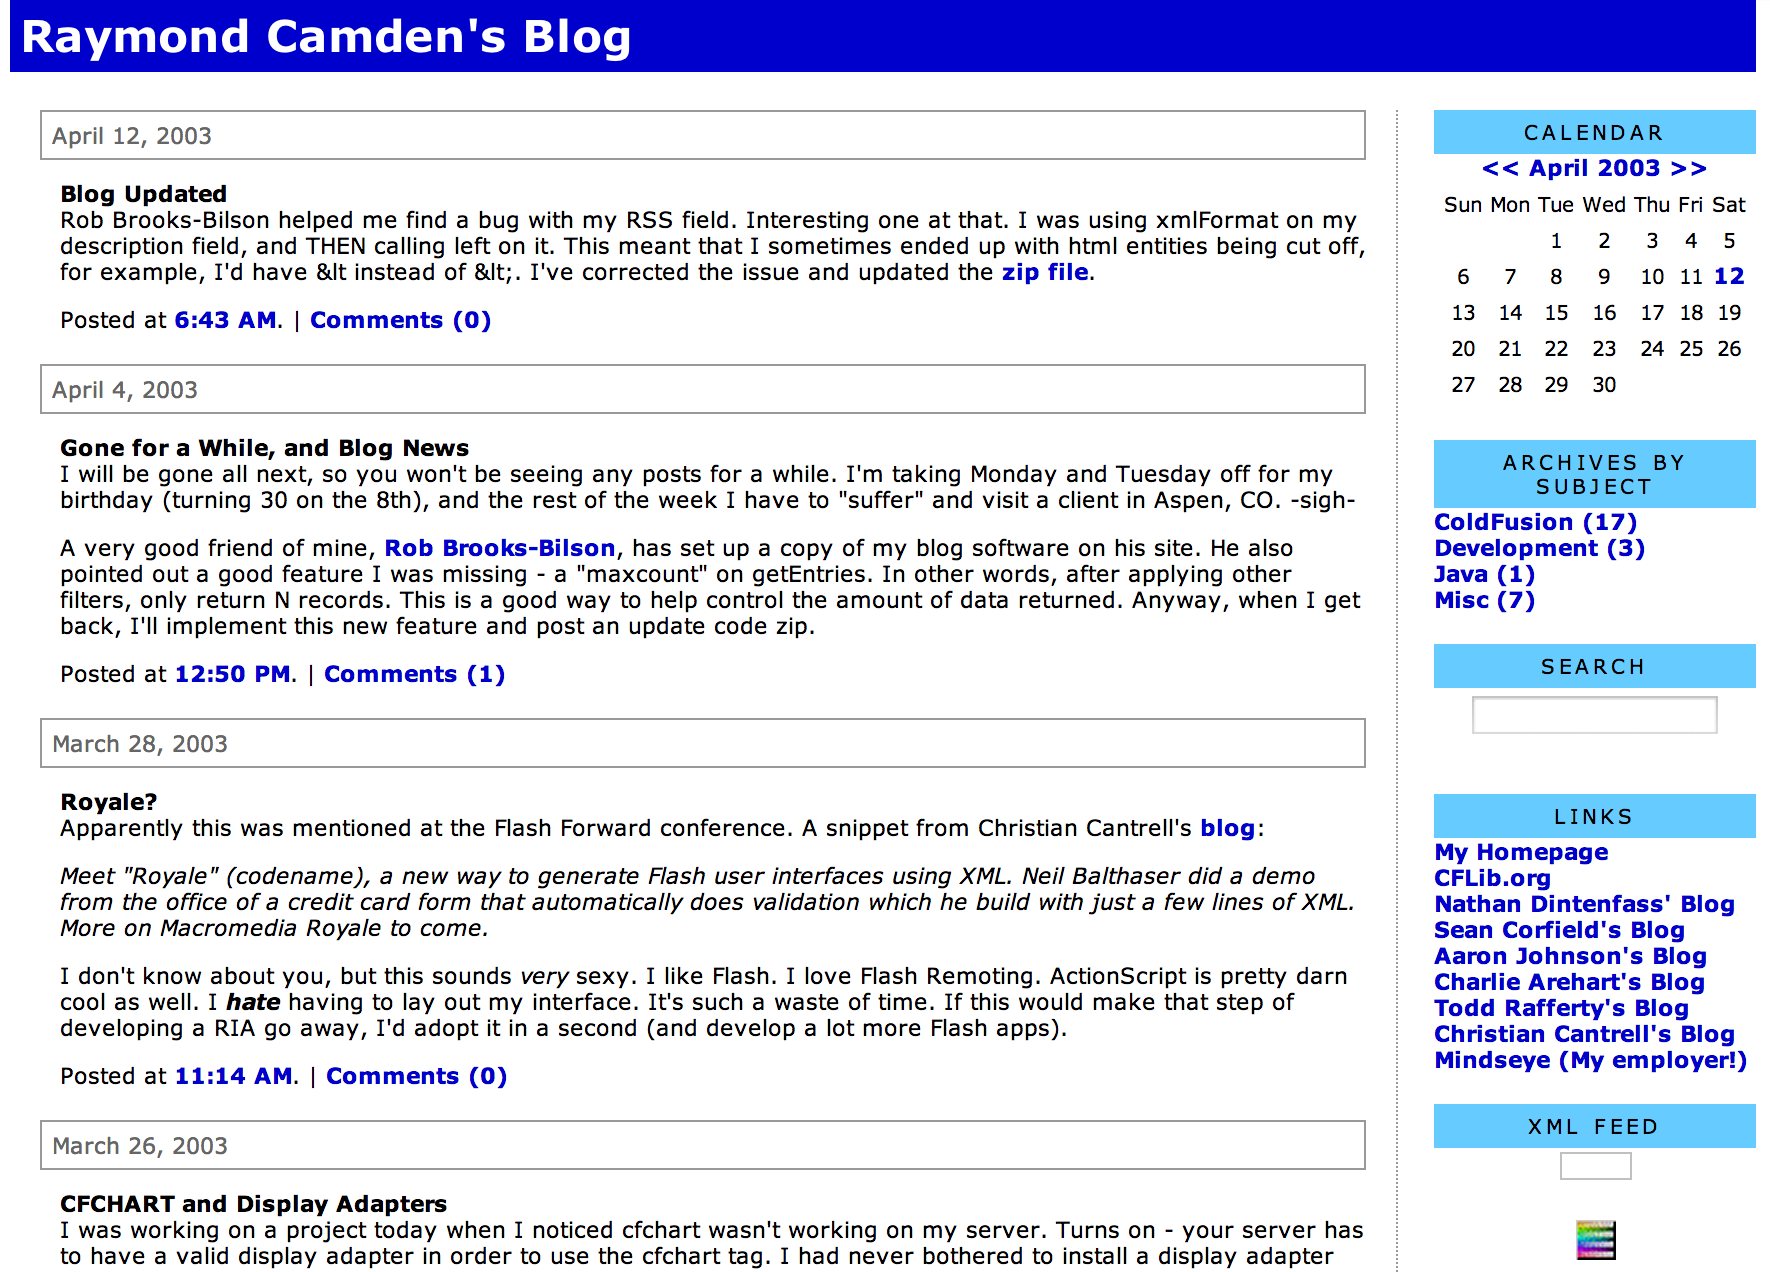 Raymond Camden's Blog
April 12, 2003
Blog Updated
Rob Brooks-Bilson helped me find a bug with my RSS field. Interesting one at that. I was using xmlFormat on my
description field, and THEN calling left on it. This meant that I sometimes ended up with html entities being cut off,
for example, I'd have &lt instead of &lt;. I've corrected the issue and updated the zip file.
Posted at 6:43 AM. | Comments (0)
April 4, 2003
Gone for a While, and Blog News
I will be gone all next, so you won't be seeing any posts for a while. I'm taking Monday and Tuesday off for my
birthday (turning 30 on the 8th), and the rest of the week I have to "suffer" and visit a client in Aspen, CO. -sigh-
A very good friend of mine, Rob Brooks-Bilson, has set up a copy of my blog software on his site. He also
pointed out a good feature I was missing - a "maxcount" on getEntries. In other words, after applying other
filters, only return N records. This is a good way to help control the amount of data returned. Anyway, when I get
back, I'll implement this new feature and post an update code zip.
Posted at 12:50 PM. | Comments (1)
March 28, 2003
Royale?
Apparently this was mentioned at the Flash Forward conference. A snippet from Christian Cantrell's blog:
Meet "Royale" (codename), a new way to generate Flash user interfaces using XML. Neil Balthaser did a demo
from the office of a credit card form that automatically does validation which he build with just a few lines of XML.
More on Macromedia Royale to come.
I don't know about you, but this sounds very sexy. I like Flash. I love Flash Remoting. ActionScript is pretty darn
cool as well. I hate having to lay out my interface. It's such a waste of time. If this would make that step of
developing a RIA go away, I'd adopt it in a second (and develop a lot more Flash apps).
Posted at 11:14 AM. | Comments (0)
March 26, 2003
CFCHART and Display Adapters
I was working on a project today when I noticed cfchart wasn't working on my server. Turns on - your server has
to have a valid display adapter in order to use the cfchart tag. I had never bothered to install a display adapter
CALENDAR
<< April 2003 >>
Sun Mon Tue Wed Thu Fri Sat
1 2 3 4 5
6 7 8 9 10 11 12
13 14 15 16 17 18 19
20 21 22 23 24 25 26
27 28 29 30
ARCHIVES BY
SUBJECT
ColdFusion (17)
Development (3)
Java (1)
Misc (7)
SEARCH
LINKS
My Homepage
CFLib.org
Nathan Dintenfass' Blog
Sean Corfield's Blog
Aaron Johnson's Blog
Charlie Arehart's Blog
Todd Rafferty's Blog
Christian Cantrell's Blog
Mindseye (My employer!)
XML FEED